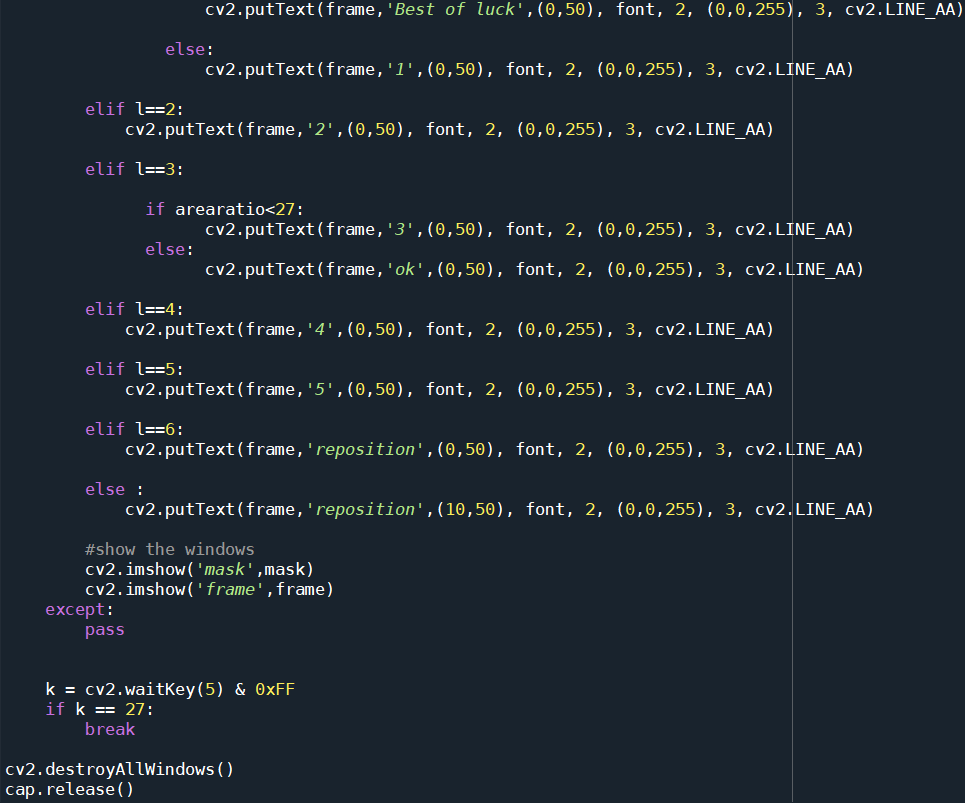 cv2.putText(frame,'Best of luck',(0,50), font, 2, (0,0,255), 3, cv2.LINE_AA)

                else:
                    cv2.putText(frame,'1',(0,50), font, 2, (0,0,255), 3, cv2.LINE_AA)

        elif l==2:
            cv2.putText(frame,'2',(0,50), font, 2, (0,0,255), 3, cv2.LINE_AA)

        elif l==3:

              if arearatio<27:
                    cv2.putText(frame,'3',(0,50), font, 2, (0,0,255), 3, cv2.LINE_AA)
              else:
                    cv2.putText(frame,'ok',(0,50), font, 2, (0,0,255), 3, cv2.LINE_AA)

        elif l==4:
            cv2.putText(frame,'4',(0,50), font, 2, (0,0,255), 3, cv2.LINE_AA)

        elif l==5:
            cv2.putText(frame,'5',(0,50), font, 2, (0,0,255), 3, cv2.LINE_AA)

        elif l==6:
            cv2.putText(frame,'reposition',(0,50), font, 2, (0,0,255), 3, cv2.LINE_AA)

        else :
            cv2.putText(frame,'reposition',(10,50), font, 2, (0,0,255), 3, cv2.LINE_AA)

        #show the windows
        cv2.imshow('mask',mask)
        cv2.imshow('frame',frame)
    except:
        pass


    k = cv2.waitKey(5) & 0xFF
    if k == 27:
        break

cv2.destroyAllWindows()
cap.release()